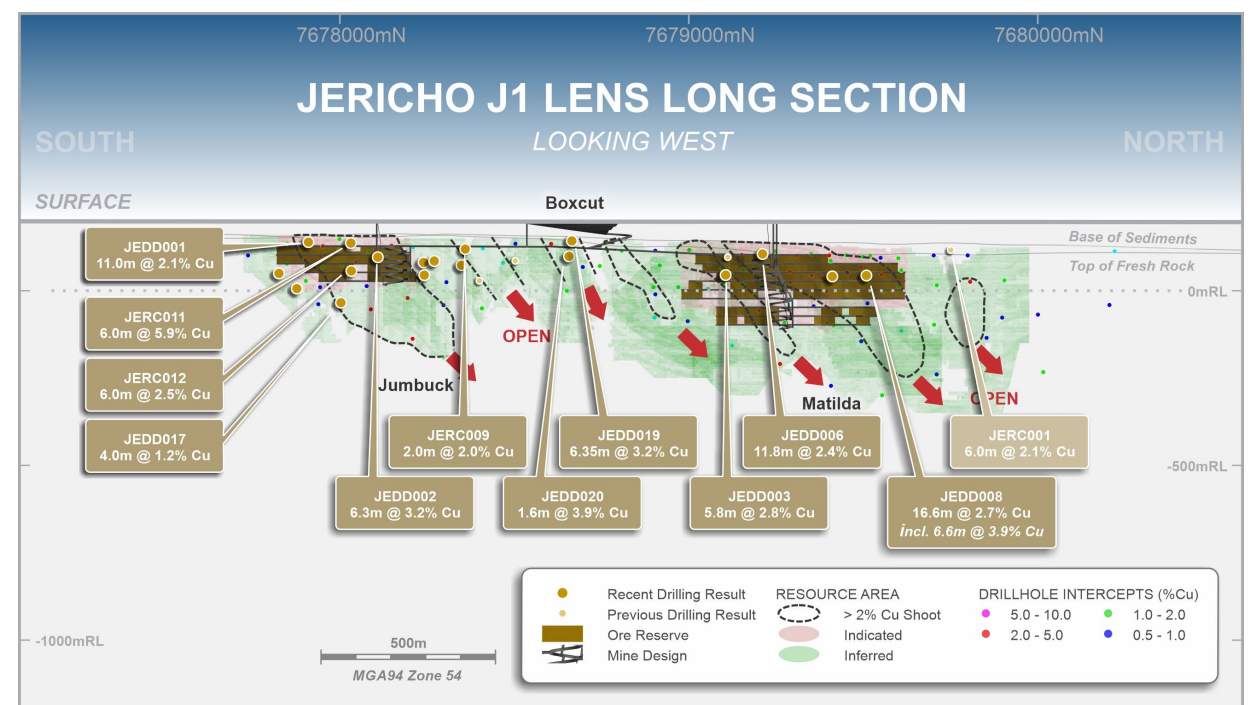 7678000mN
7679000mN
7680000mN
JERICHO J1 LENS LONG SECTION
SOUTH
LOOKING WEST
NORTH
SURFACE
Boxcut
Base of Sediments
Top of Fresh Rock
0mRL
JEDD001
11.0m @ 2.1% Cu
JERC011
6.0m @ 5.9% Cu
JERC012
6.0m @ 2.5% Cu
JEDD017
4.0m @ 1.2% Cu
OPEN
Jumbuck
Matilda
OPEN
JERC009
2.0m @ 2.0% Cu
JEDD019
6.35m @ 3.2% Cu
JEDD006
11.8m @ 2.4% Cu
JERC001
6.0m @ 2.1% Cu
-500mRL
JEDD002
6.3m @ 3.2% Cu
JEDD020
1.6m @ 3.9% Cu
JEDD003
5.8m @ 2.8% Cu
JEDD008
16.6m @ 2.7% Cu
incl. 6.6m @ 3.9% Cu
-1000mRL
500m
MGA94 Zone 54
Recent Drilling Result
Previous Drilling Result
Ore Reserve
Mine Design
RESOURCE AREA
> 2% Cu Shoot
Indicated
Inferred
DRILLHOLE INTERCEPTS (%Cu)
5.0 - 10.0
1.0 - 2.0
2.0 - 5.0
0.5 - 1.0